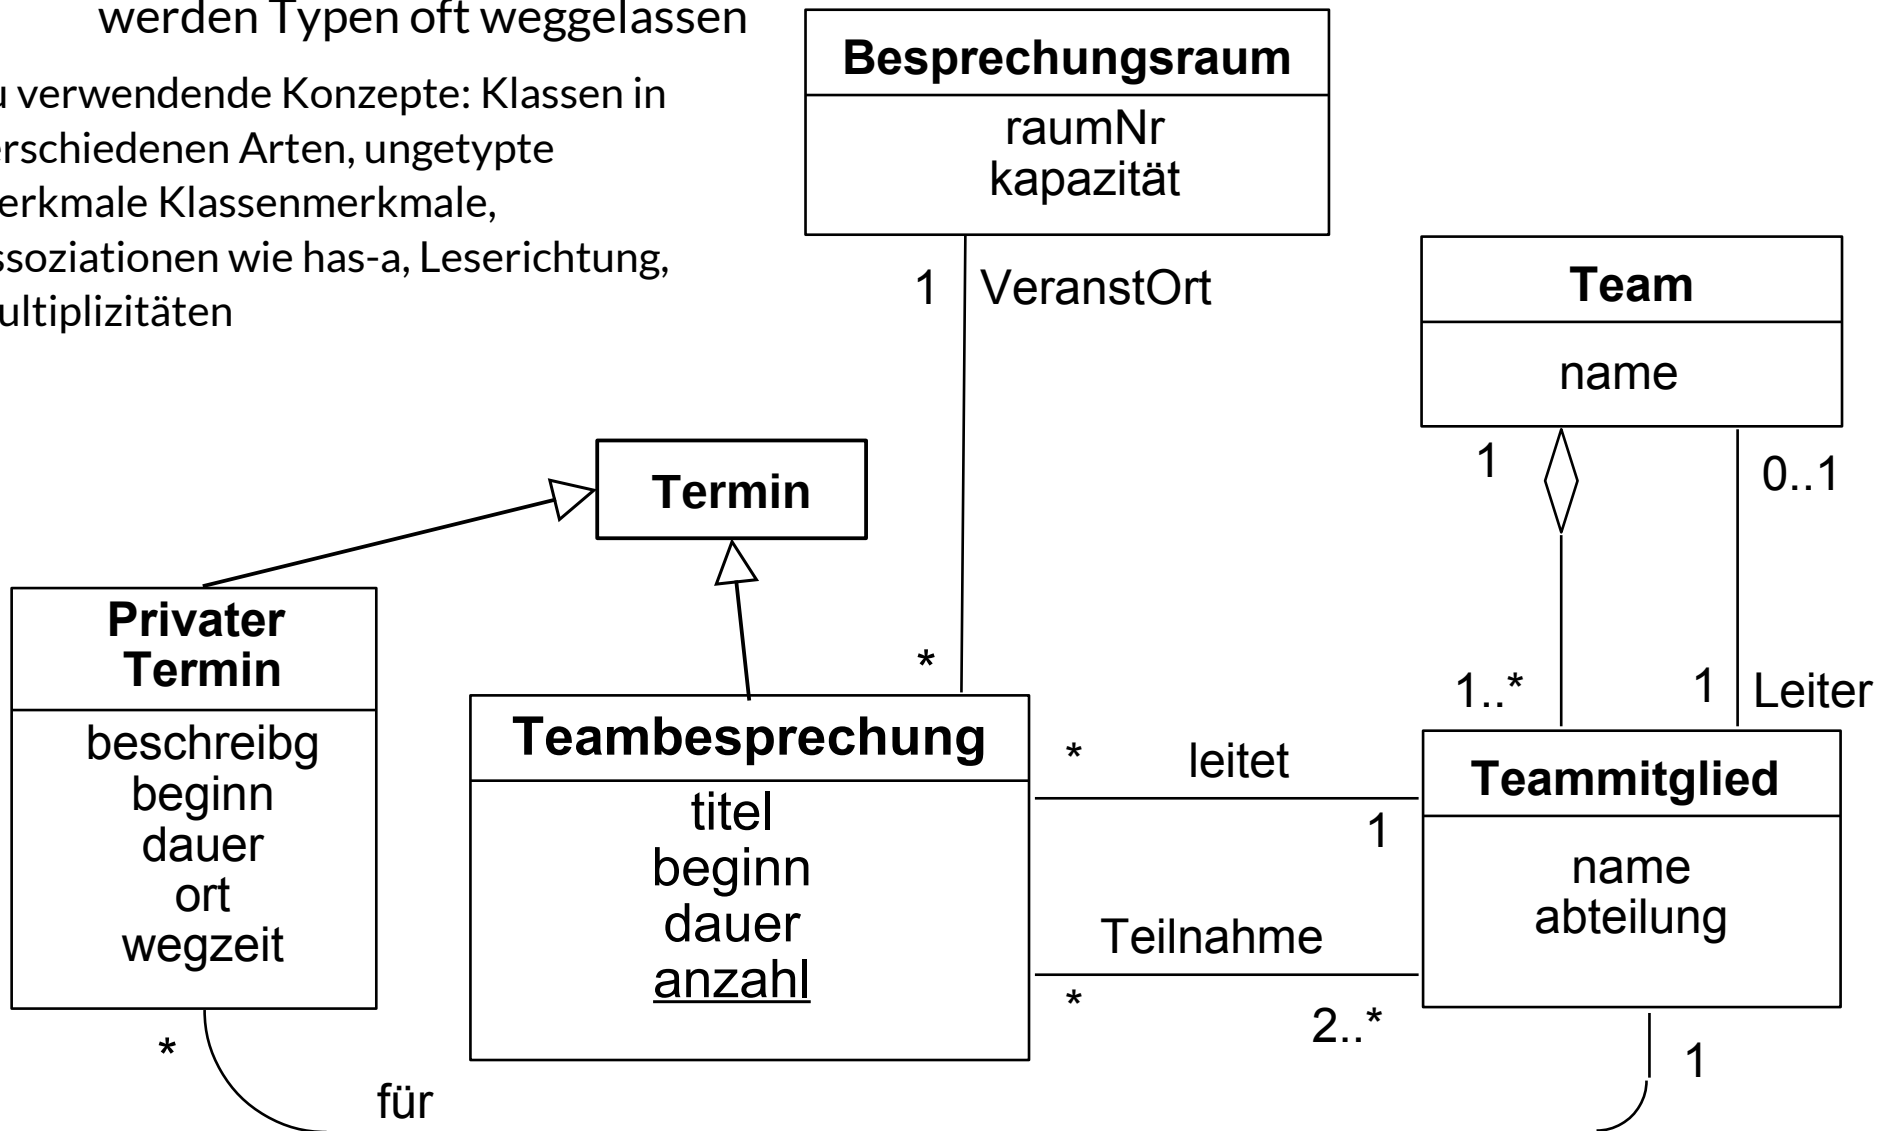 werden Typen oft weggelassen
u verwendende Konzepte: Klassen in
erschiedenen Arten, ungetypte
erkmale Klassenmerkmale,
ssoziationen wie has-a, Leserichtung,
ultiplizitäten
Besprechungsraum
raumNr
kapazität
1 VeranstOrt
Team
name
1
0..1
Termin
Privater
Termin
beschreibg
beginn
dauer
ort
wegzeit
*
*
Teambesprechung
titel
beginn
dauer
anzahl
1..*
1 Leiter
* leitet
1
Teammitglied
name
abteilung
Teilnahme
*
2..*
1
für